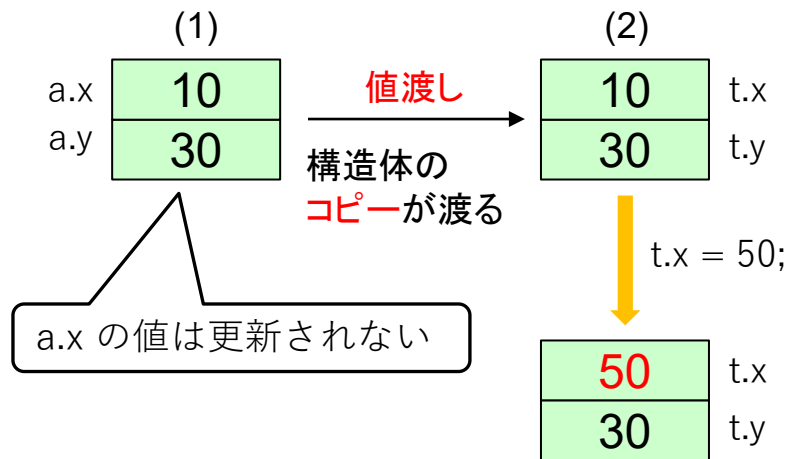 (1)
(2)
a.x
10
値渡し
10
t.x
a.y
30
30
t.y
構造体の
コピーが渡る
t.x = 50;
a.x の値は更新されない
50
t.x
30
t.y